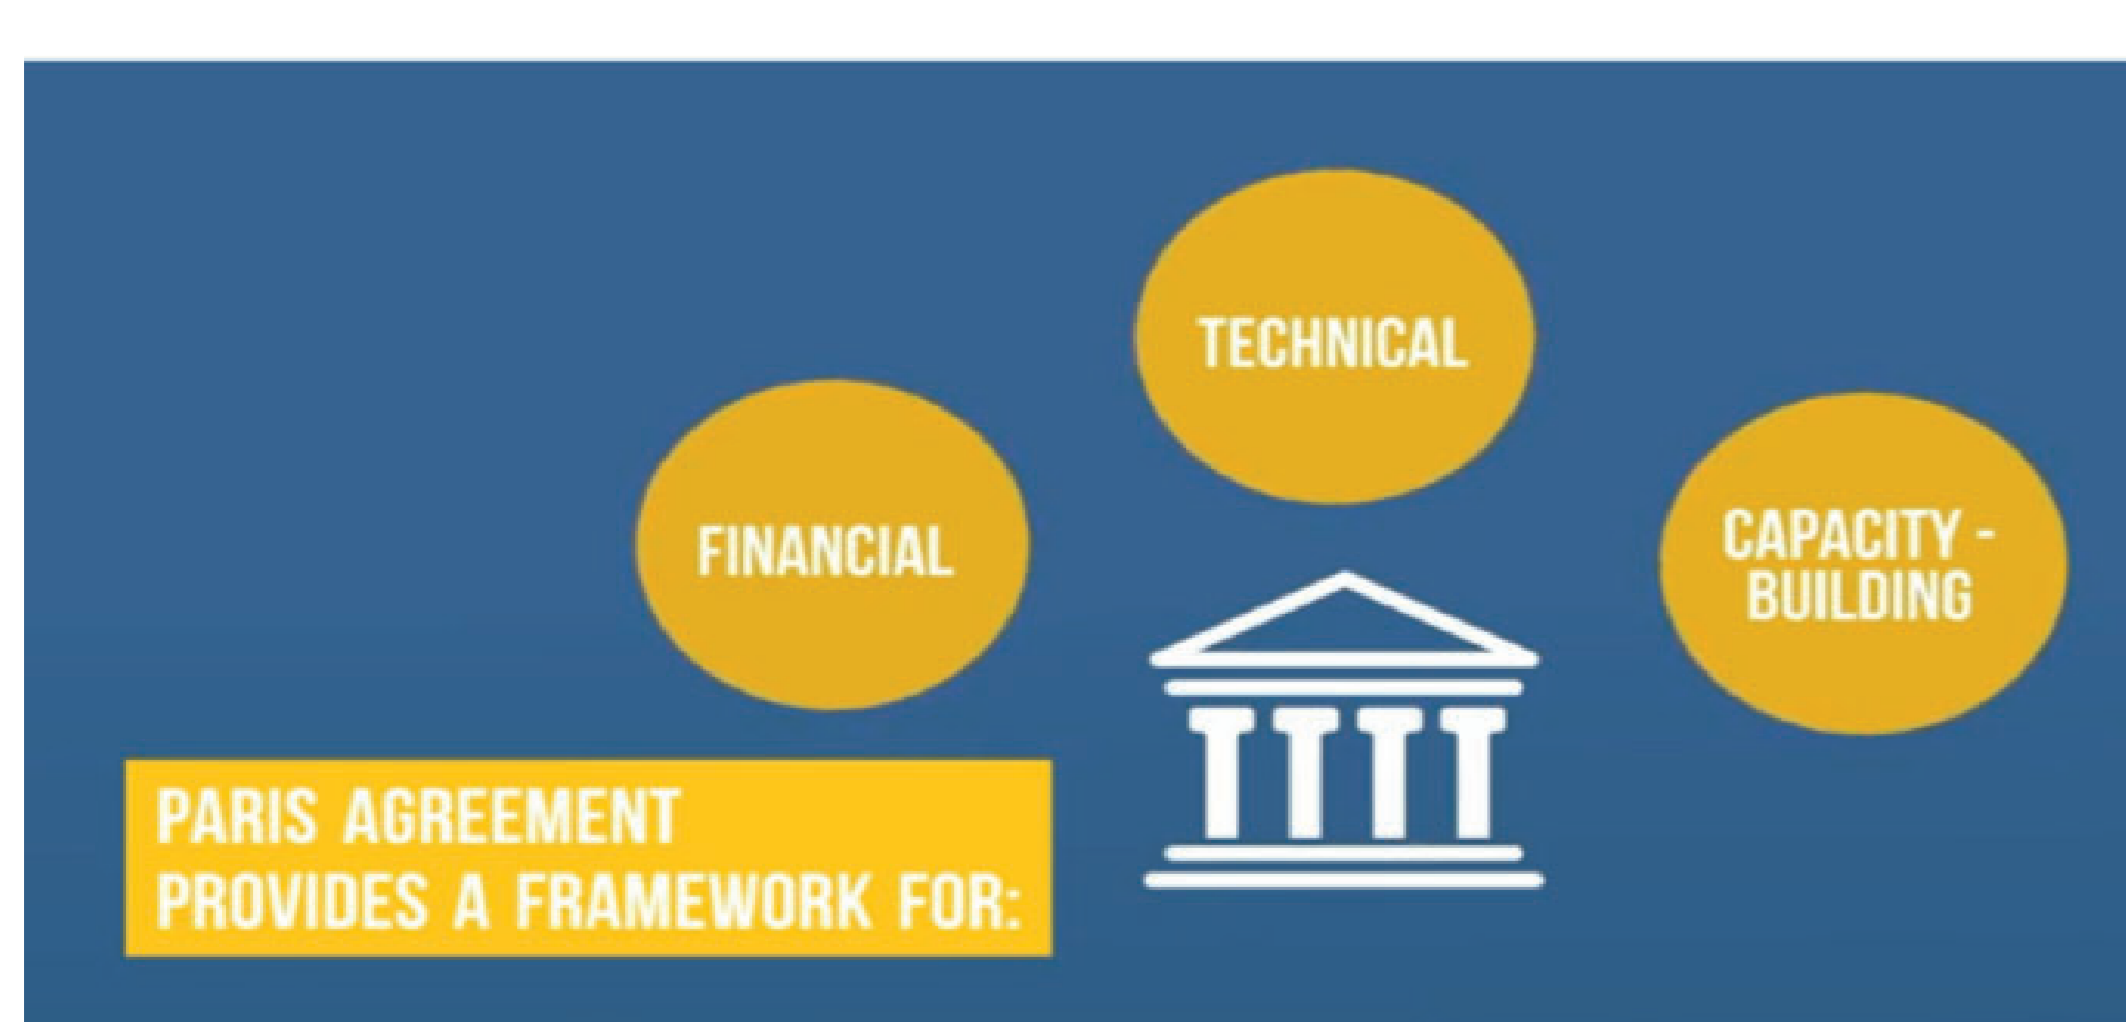 TECHNICAL
FINANCIAL
CAPACITY -
BUILDING
PARIS AGREEMENT
PROVIDES A FRAMEWORK FOR: